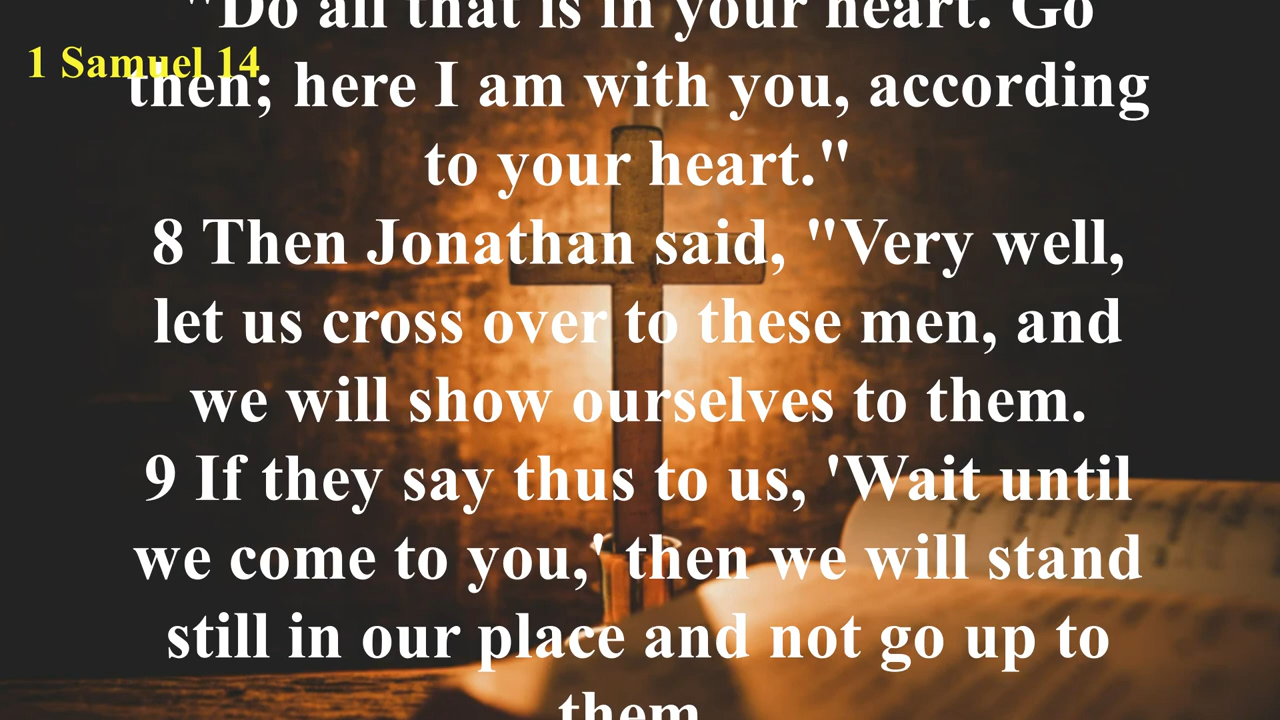 "Do all that is in your heart. Go
1 Samuel 14
then; here I am with you, according
to your heart."
8 Then Jonathan said, "Very well,
let us cross over to these men, and
we will show ourselves to them.
9 If they say thus to us, 'Wait until
we come to you,' then we will stand
still in our place and not go up to
them.